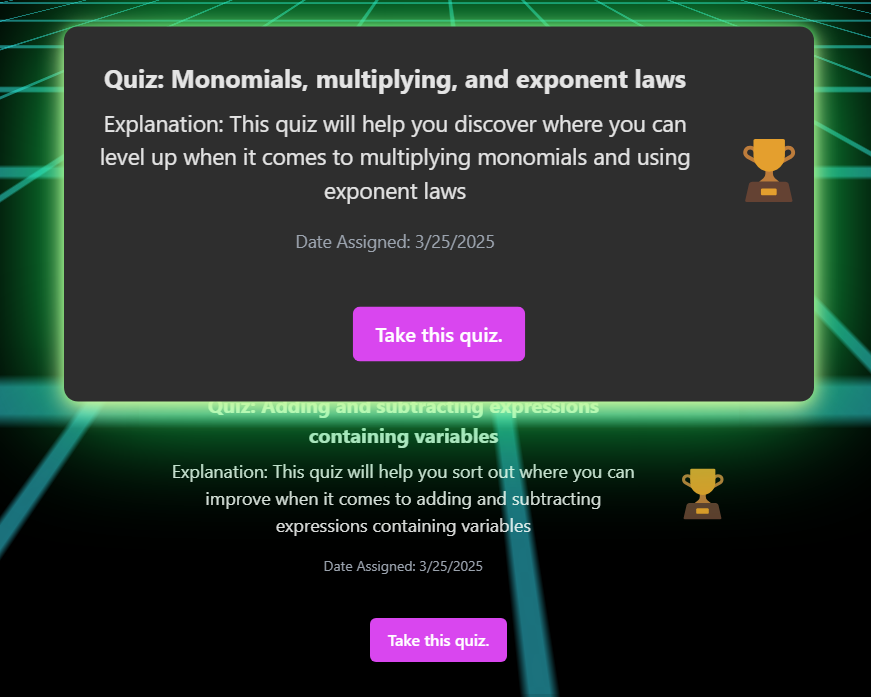 Quiz: Monomials, multiplying, and exponent laws
Explanation: This quiz will help you discover where you can
level up when it comes to multiplying monomials and using
exponent laws
Date Assigned: 3/25/2025
Take this quiz.
Quiz: Adding and subtracting expressions
containing variables
Explanation: This quiz will help you sort out where you can
improve when it comes to adding and subtracting
expressions containing variables
Date Assigned: 3/25/2025
Take this quiz.